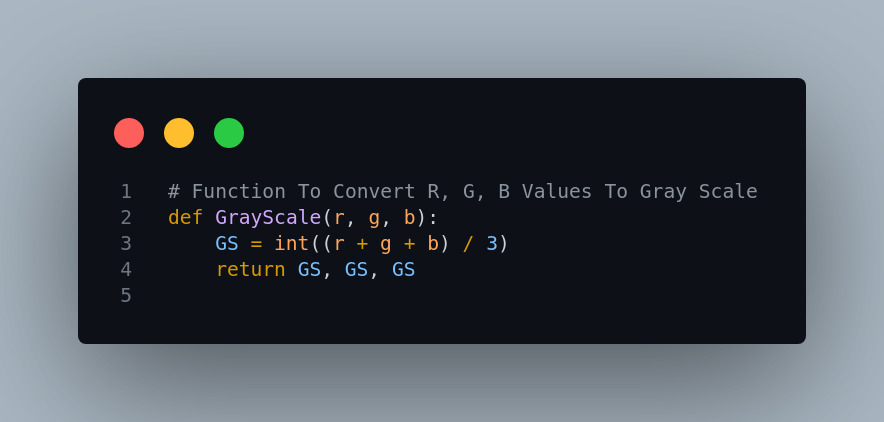 1 # Function To Convert R, G, B Values To Gray Scale
2 def GrayScale(r, g, b):
3     GS = int((r + g + b) / 3)
4     return GS, GS, GS
5